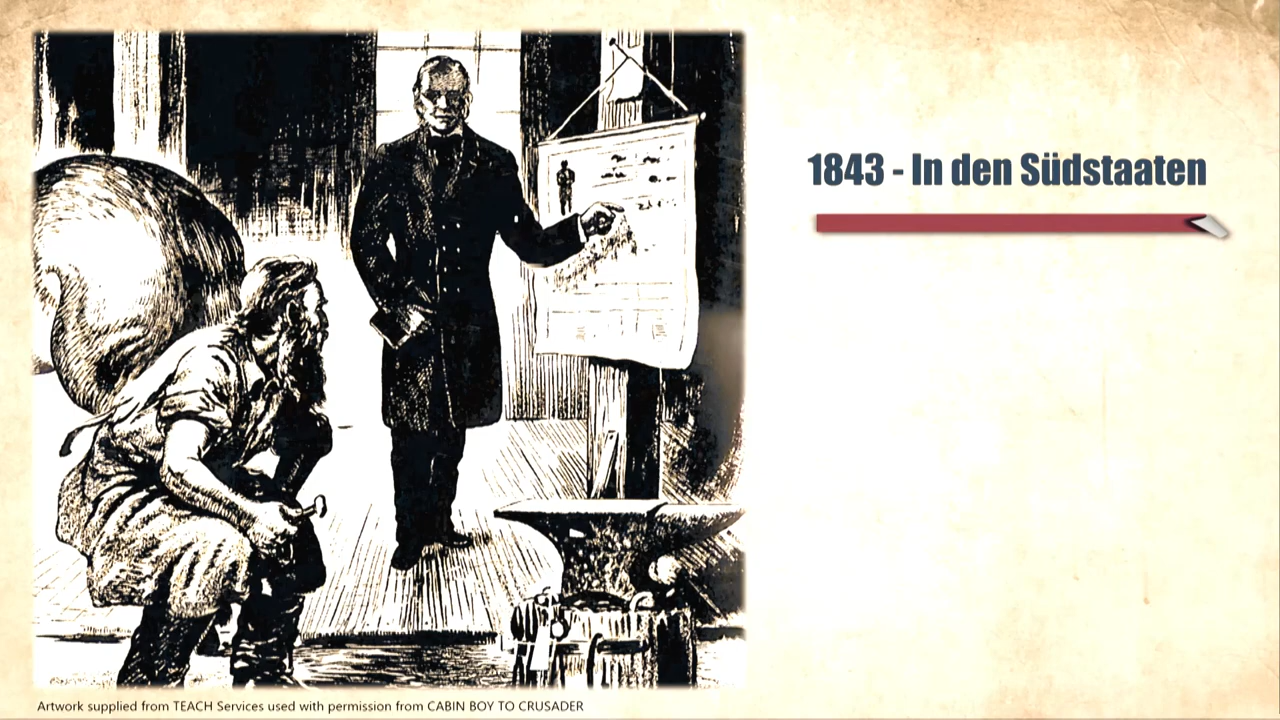 1843 - In den Südstaaten
Artwork supplied from TEACH Services used with permission from CABIN BOY TO CRUSADER